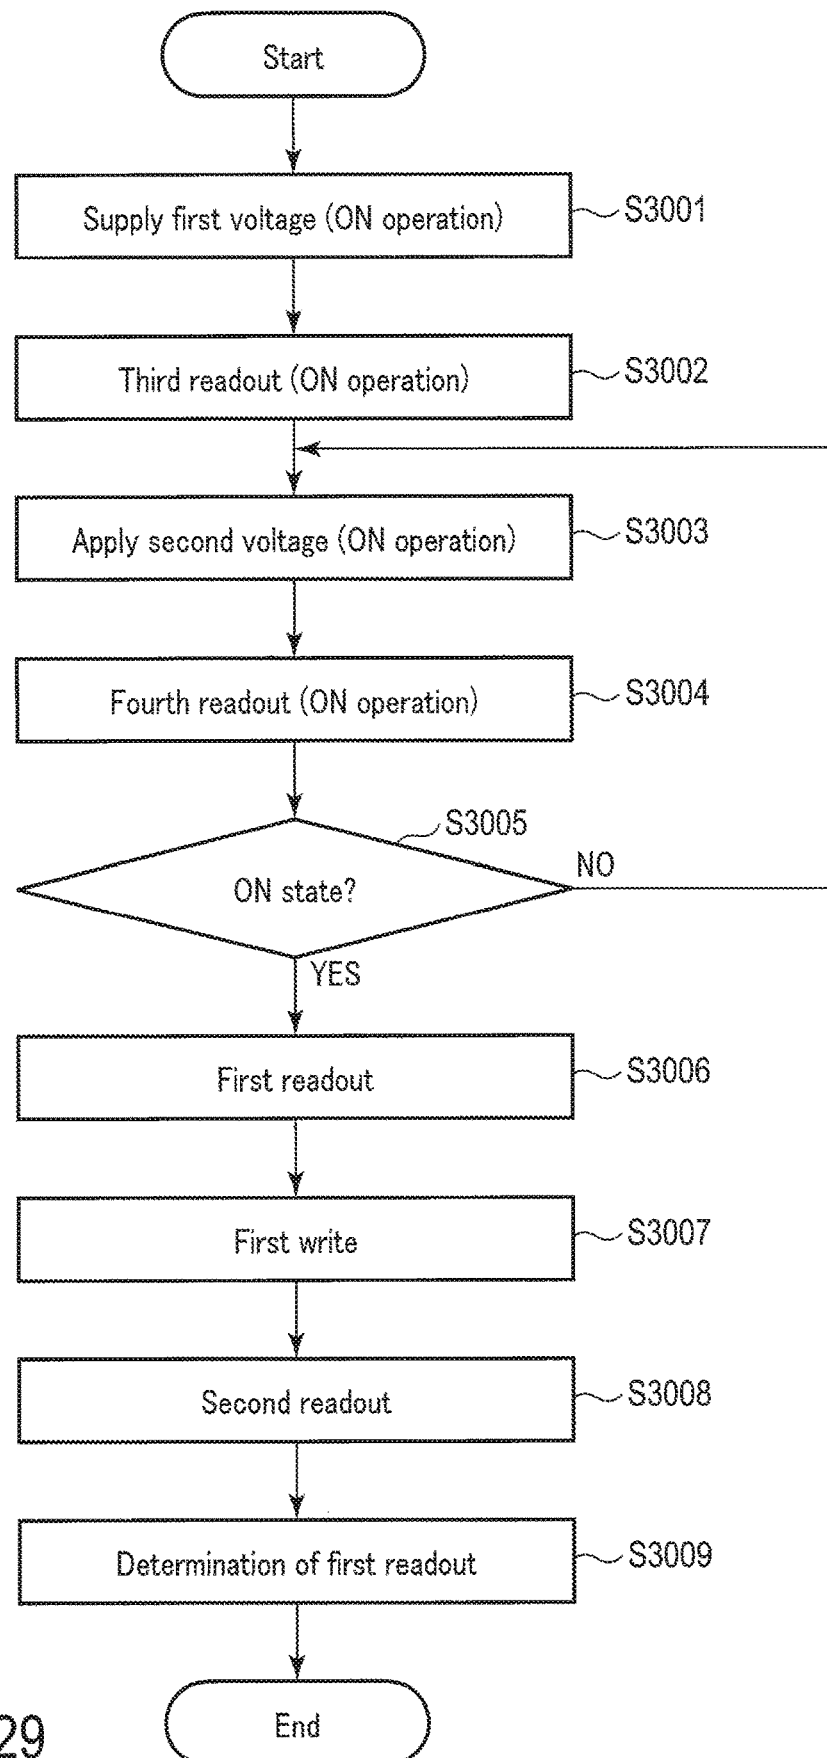 Start
Supply first voltage (ON operation)
S3001
Third readout (ON operation)
S3002
Apply second voltage (ON operation)
S3003
Fourth readout (ON operation)
S3004
S3005
ON state?
NO
YES
First readout
S3006
First write
S3007
Second readout
S3008
Determination of first readout
S3009
End
29